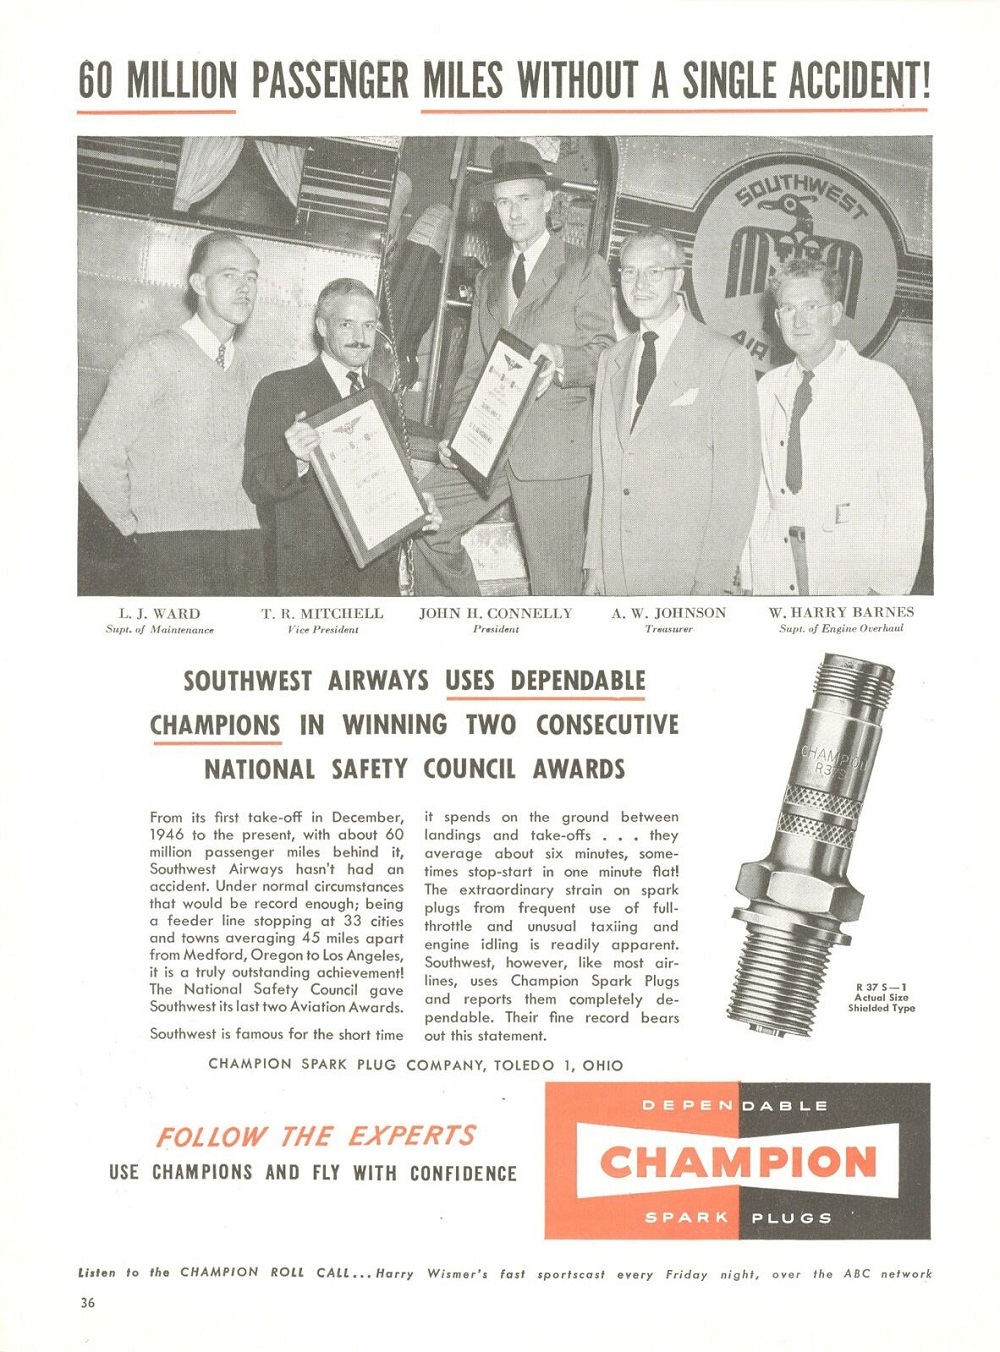 60 MILLION PASSENGER MILES WITHOUT A SINGLE ACCIDENT!
SOUTHWEST
AIR
L. J. WARD
Supt. of Maintenance
T. R. MITCHELL
Vice President
JOHN H. CONNELLY
President
A. W. JOHNSON
Treasurer
W. HARRY BARNES
Supt. of Engine Overhaul
SOUTHWEST AIRWAYS USES DEPENDABLE
CHAMPIONS IN WINNING TWO CONSECUTIVE
NATIONAL SAFETY COUNCIL AWARDS
From its first take-off in December,
1946 to the present, with about 60
million passenger miles behind it,
Southwest Airways hasn't had an
accident. Under normal circumstances
that would be record enough; being
a feeder line stopping at 33 cities
and towns averaging 45 miles apart
from Medford, Oregon to Los Angeles,
it is a truly outstanding achievement!
The National Safety Council gave
Southwest its last two Aviation Awards.
Southwest is famous for the short time
it spends on the ground between
landings and take-offs . . . they
average about six minutes, some-
times stop-start in one minute flat!
The extraordinary strain on spark
plugs from frequent use of full-
throttle and unusual taxiing and
engine idling is readily apparent.
Southwest, however, like most air-
lines, uses Champion Spark Plugs
and reports them completely de-
pendable. Their fine record bears
out this statement.
CHAMPION
R37S
R 37 S—1
Actual Size
Shielded Type
CHAMPION SPARK PLUG COMPANY, TOLEDO 1, OHIO
FOLLOW THE EXPERTS
USE CHAMPIONS AND FLY WITH CONFIDENCE
DEPENDABLE
CHAMPION
SPARK PLUGS
Listen to the CHAMPION ROLL CALL...Harry Wismer's fast sportscast every Friday night, over the ABC network
36